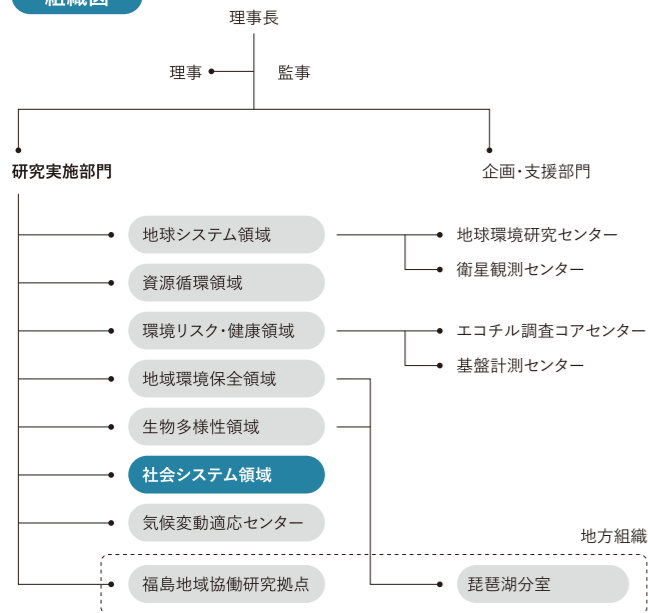 組織図
理事長
理事
監事
研究実施部門
企画・支援部門
地球システム領域
地球環境研究センター
衛星観測センター
資源循環領域
環境リスク・健康領域
エコチル調査コアセンター
基盤計測センター
地域環境保全領域
生物多様性領域
社会システム領域
気候変動適応センター
地方組織
福島地域協働研究拠点
琵琶湖分室